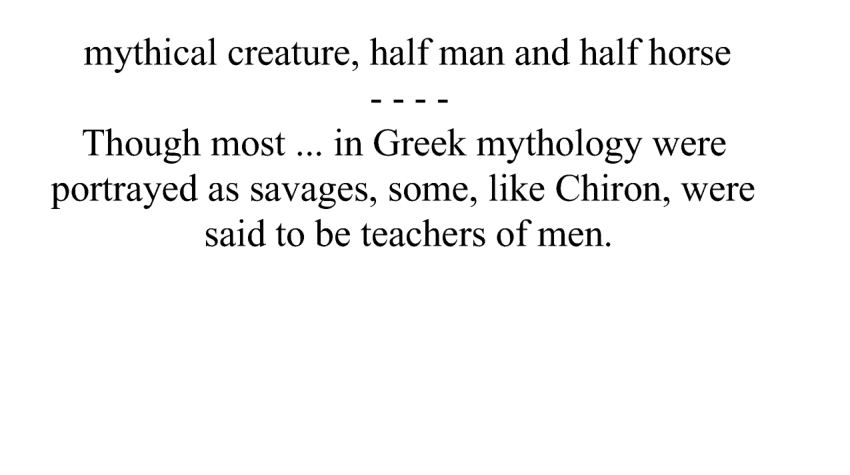 mythical creature, half man and half horse
- - - -
Though most ... in Greek mythology were
portrayed as savages, some, like Chiron, were
said to be teachers of men.